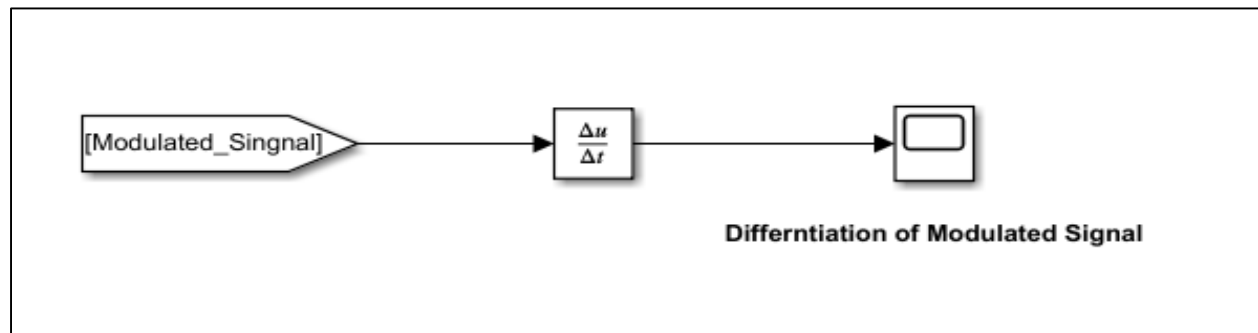 [Modulated_Singnal]
Δu
Δt
Differntiation of Modulated Signal